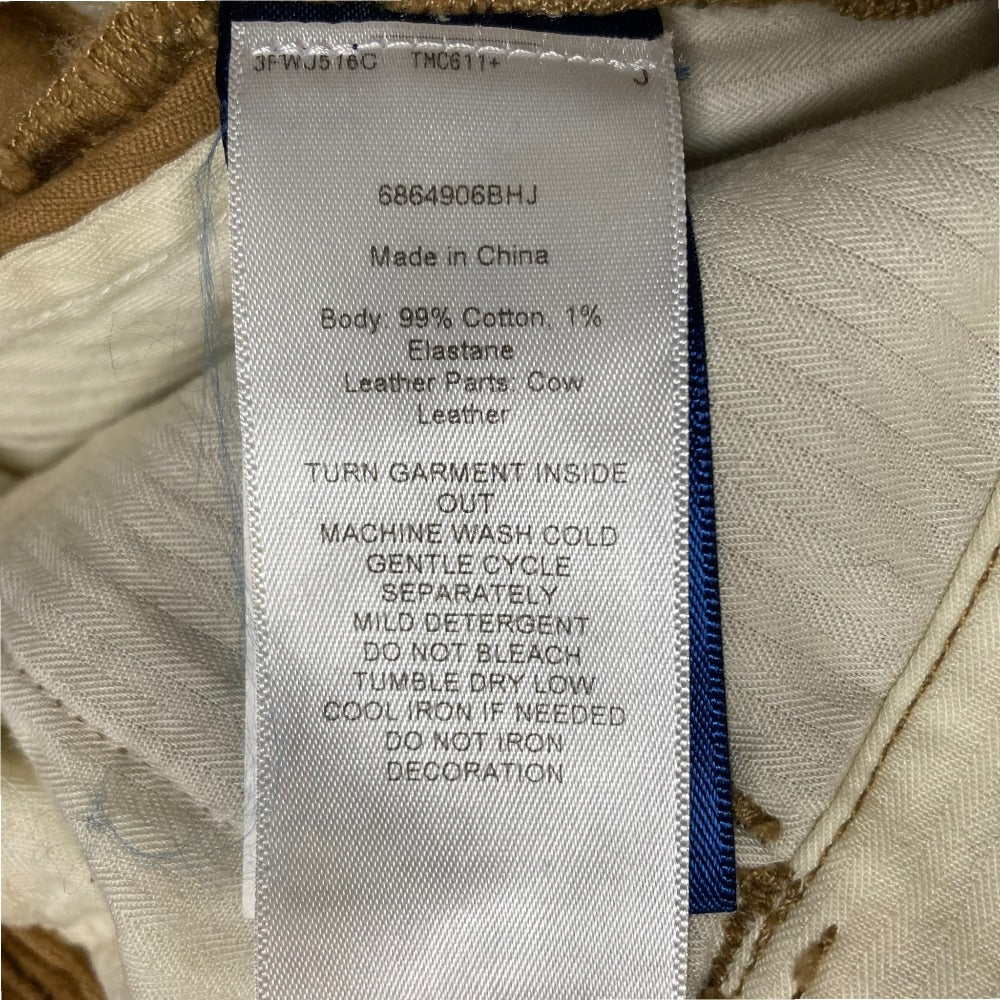 TMC611+
6864906BHJ
Made in China
Body: 99% Cotton, 1%
Elastane
Leather Parts: Cow
Leather
TURN GARMENT INSIDE
OUT
MACHINE WASH COLD
GENTLE CYCLE
SEPARATELY
MILD DETERGENT
DO NOT BLEACH
TUMBLE DRY LOW
COOL IRON IF NEEDED
DO NOT IRON
DECORATION